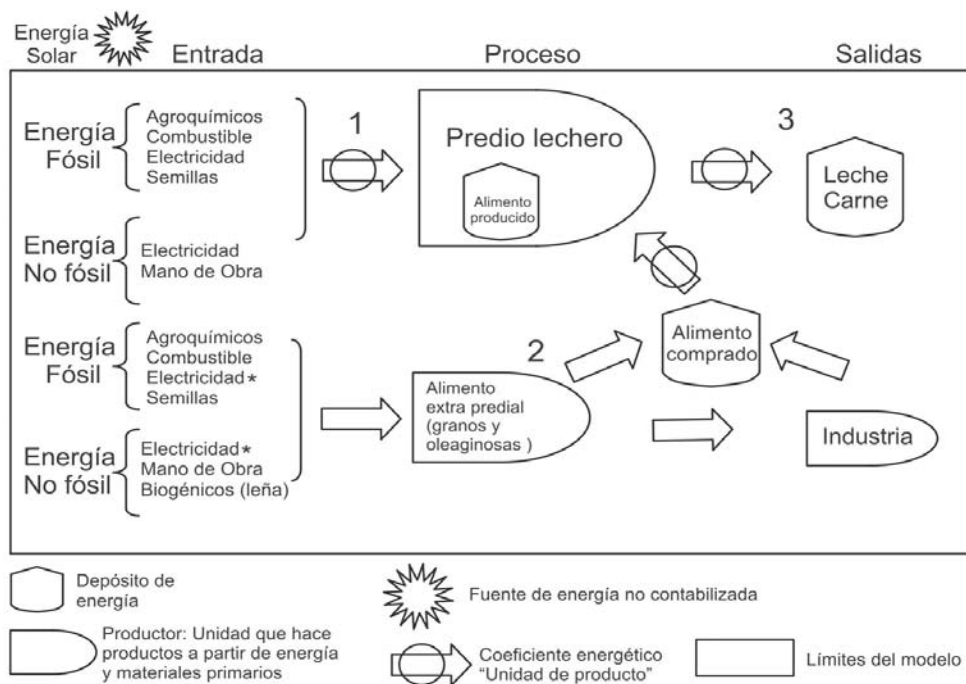 Energía
Solar
Entrada
Proceso
Salidas
Energía
Fósil
Agroquímicos
Combustible
Electricidad
Semillas
1
Predio lechero
Alimento
producido
3
Leche
Carne
Energía
No fósil
Electricidad
Mano de Obra
Energía
Fósil
Agroquímicos
Combustible
Electricidad*
Semillas
2
Alimento
comprado
Alimento
extra predial
(granos y
oleaginosas )
Industria
Energía
No fósil
Electricidad*
Mano de Obra
Biogénicos (leña)
Depósito de
energía
Fuente de energía no contabilizada
Productor: Unidad que hace
productos a partir de energía
y materiales primarios
Coeficiente energético
“Unidad de producto”
Límites del modelo